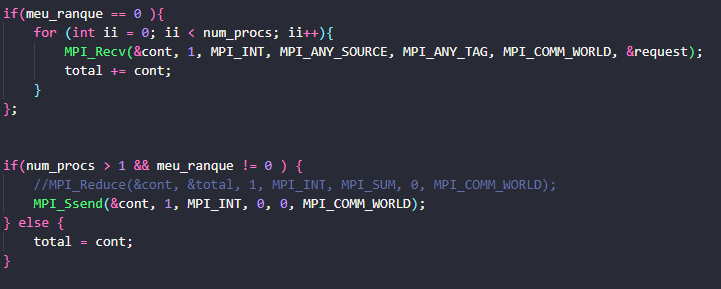 if(meu_ranque == 0 ){
    for (int ii = 0; ii < num_procs; ii++){
        MPI_Recv(&cont, 1, MPI_INT, MPI_ANY_SOURCE, MPI_ANY_TAG, MPI_COMM_WORLD, &request);
        total += cont;
    }
};
if(num_procs > 1 && meu_ranque != 0 ) {
    //MPI_Reduce(&cont, &total, 1, MPI_INT, MPI_SUM, 0, MPI_COMM_WORLD);
    MPI_Ssend(&cont, 1, MPI_INT, 0, 0, MPI_COMM_WORLD);
} else {
    total = cont;
}